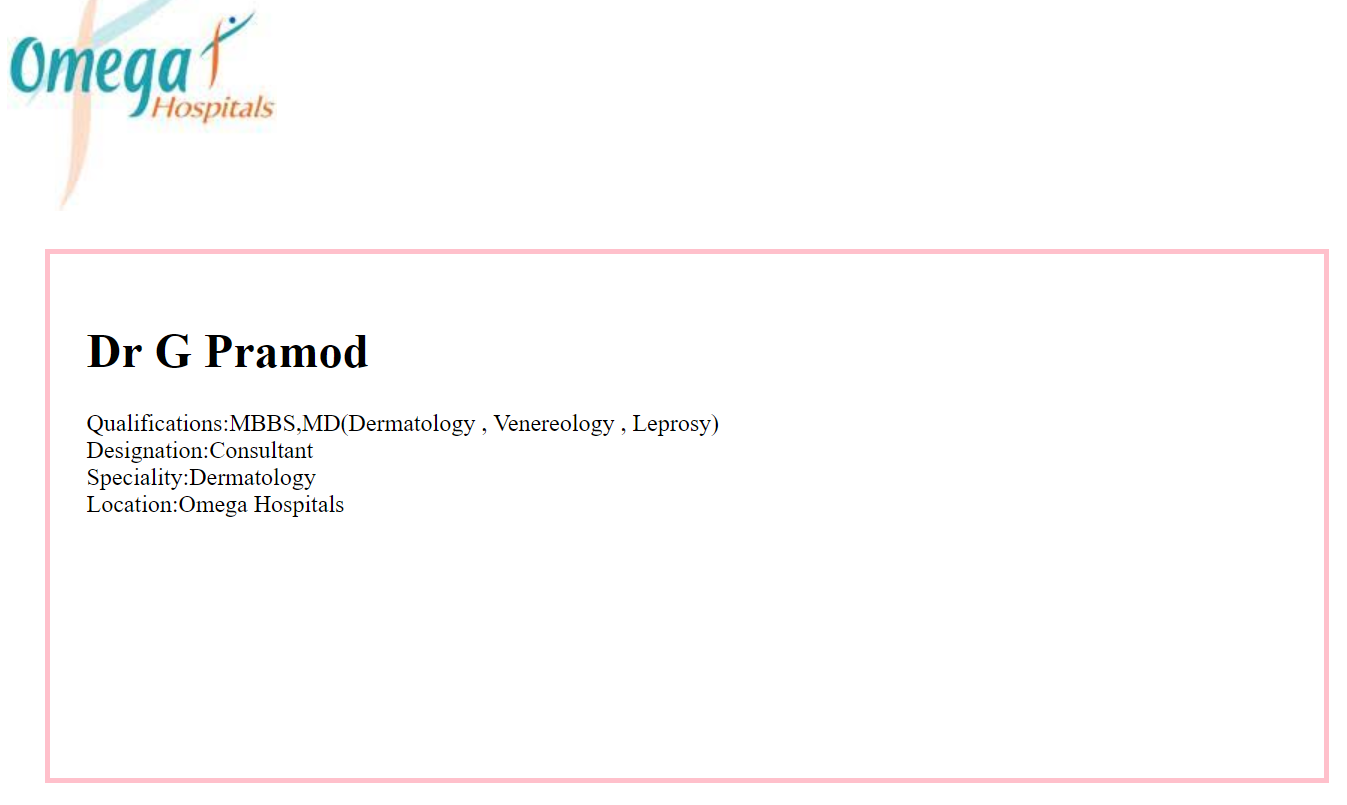 Omega
Hospitals
Dr G Pramod
Qualifications:MBBS,MD(Dermatology , Venereology , Leprosy)
Designation:Consultant
Speciality:Dermatology
Location:Omega Hospitals